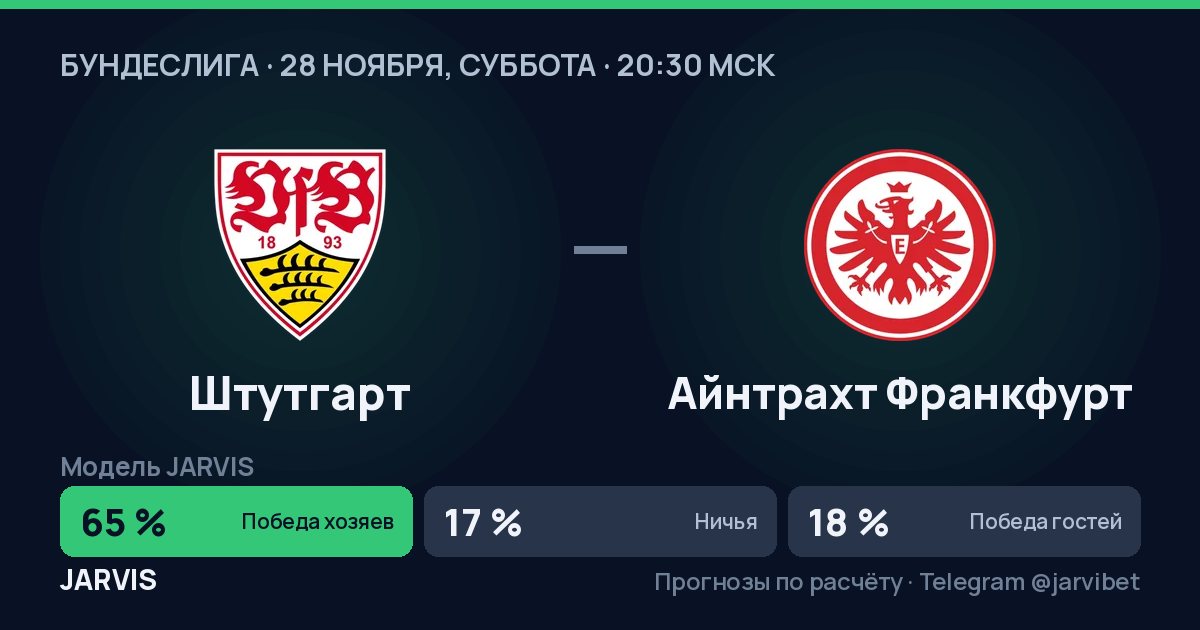 БУНДЕСЛИГА · 28 НОЯБРЯ, СУББОТА · 20:30 МСК
VfB
18 93
E
Штутгарт
Айнтрахт Франкфурт
Модель JARVIS
65 % Победа хозяев
17 % Ничья
18 % Победа гостей
JARVIS
Прогнозы по расчёту · Telegram @jarvibet